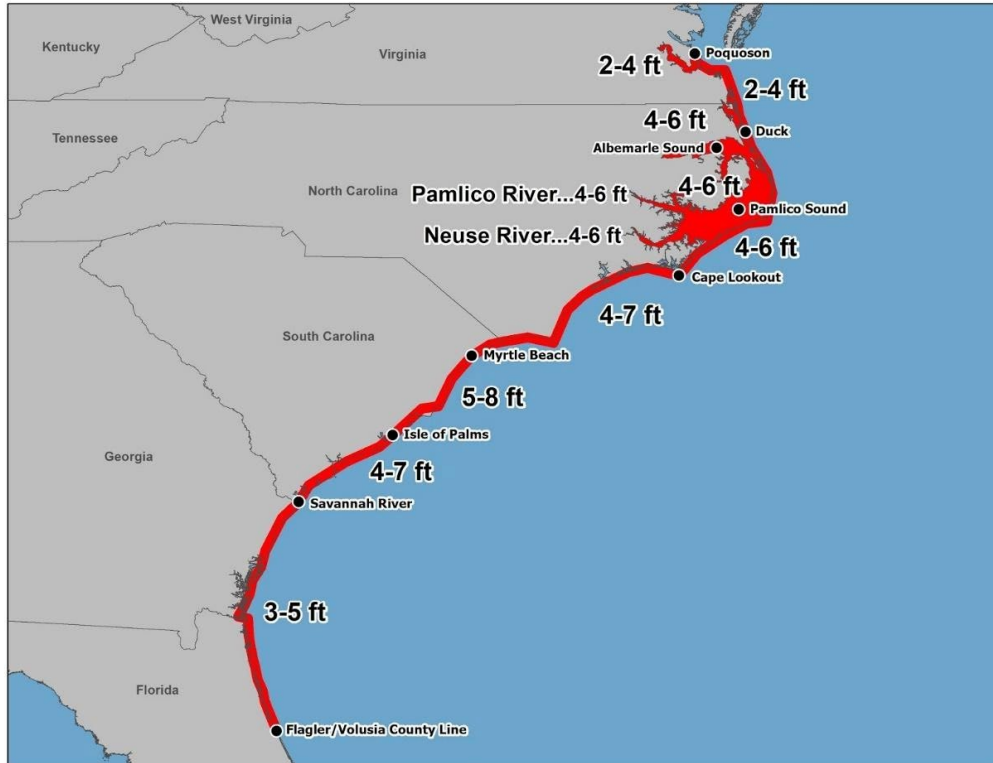 West Virginia
Kentucky
Virginia
Poquoson
2-4 ft
2-4 ft
4-6 ft
Duck
Tennessee
Albemarle Sound
North Carolina
4-6 ft
Pamlico River...4-6 ft
Pamlico Sound
Neuse River...4-6 ft
4-6 ft
Cape Lookout
4-7 ft
South Carolina
Myrtle Beach
5-8 ft
Isle of Palms
Georgia
4-7 ft
Savannah River
3-5 ft
Florida
Flagler/Volusia County Line